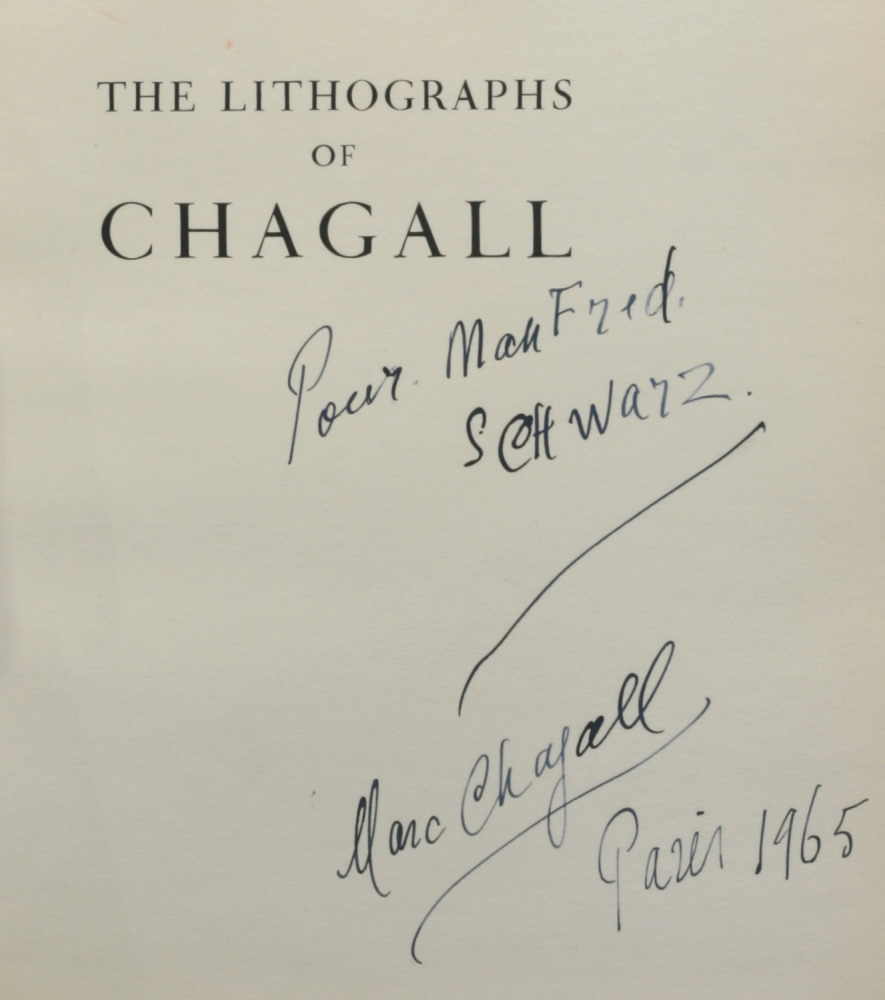 THE LITHOGRAPHS
OF
CHAGALL
Pour ManFred.
SCHWarz.
Marc Chagall
Paris 1965